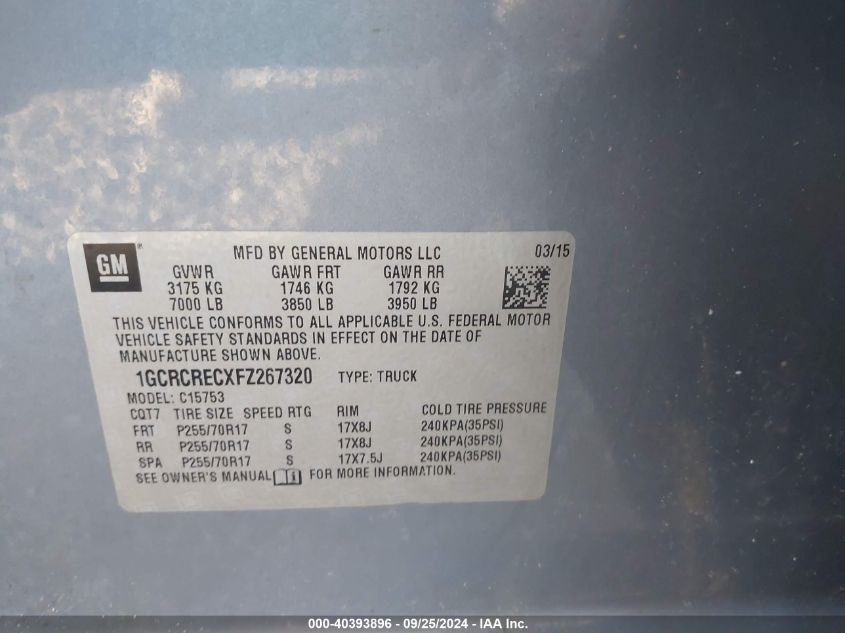 GM ®
MFD BY GENERAL MOTORS LLC 03/15
GVWR GAWR FRT GAWR RR
3175 KG 1746 KG 1792 KG
7000 LB 3850 LB 3950 LB
THIS VEHICLE CONFORMS TO ALL APPLICABLE U.S. FEDERAL MOTOR
VEHICLE SAFETY STANDARDS IN EFFECT ON THE DATE OF
MANUFACTURE SHOWN ABOVE.
1GCRCRECXFZ267320 TYPE: TRUCK
MODEL: C15753
CQT7 TIRE SIZE SPEED RTG RIM COLD TIRE PRESSURE
FRT P255/70R17 S 17X8J 240KPA(35PSI)
RR P255/70R17 S 17X8J 240KPA(35PSI)
SPA P255/70R17 S 17X7.5J 240KPA(35PSI)
SEE OWNER'S MANUAL FOR MORE INFORMATION.
000-40393896 - 09/25/2024 - IAA Inc.